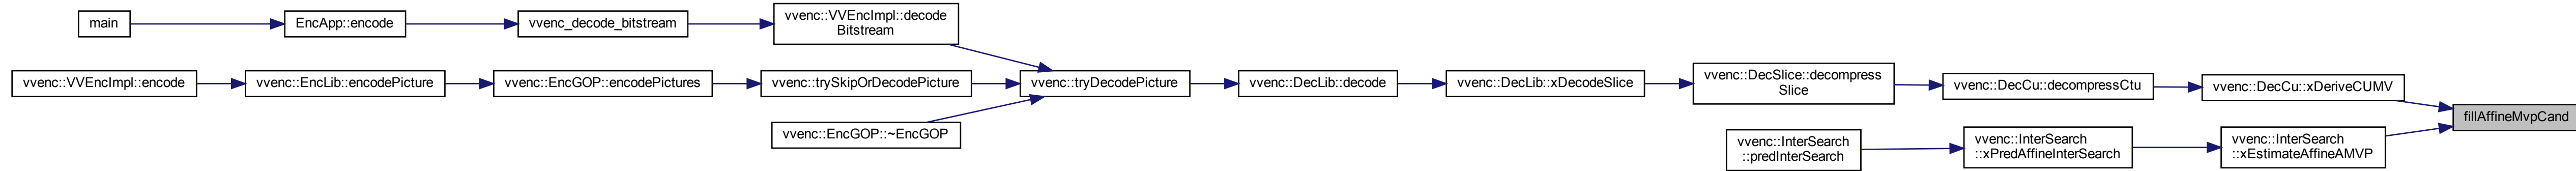 main
EncApp::encode
vvenc_decode_bitstream
vvenc::VVEncImpl::decode
Bitstream
vvenc::VVEncImpl::encode
vvenc::EncLib::encodePicture
vvenc::EncGOP::encodePictures
vvenc::trySkipOrDecodePicture
vvenc::tryDecodePicture
vvenc::DecLib::decode
vvenc::DecLib::xDecodeSlice
vvenc::DecSlice::decompress
Slice
vvenc::DecCu::decompressCtu
vvenc::DecCu::xDeriveCUMV
fillAffineMvpCand
vvenc::EncGOP::~EncGOP
vvenc::InterSearch
::predInterSearch
vvenc::InterSearch
::xPredAffineInterSearch
vvenc::InterSearch
::xEstimateAffineAMVP